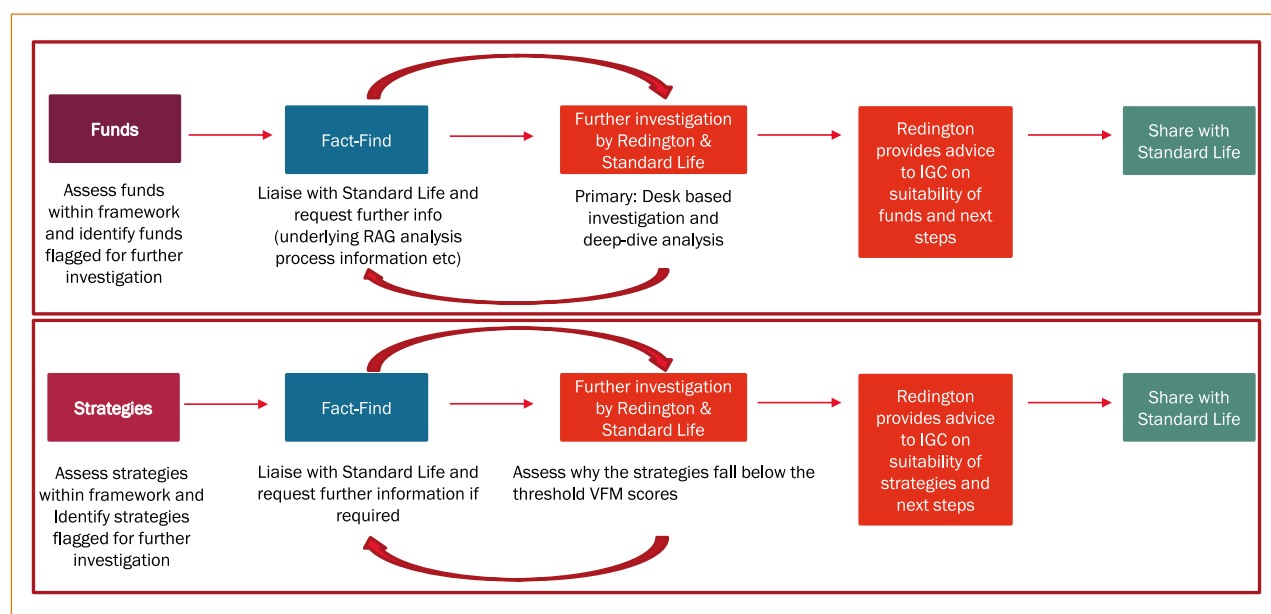 Funds
Assess funds
within framework
and identify funds
flagged for further
investigation
Fact-Find
Liaise with Standard Life and
request further info
(underlying RAG analysis
process information etc)
Further investigation
by Redington &
Standard Life
Primary: Desk based
investigation and
deep-dive analysis
Redington
provides advice
to IGC on
suitability of
funds and next
steps
Share with
Standard Life
Strategies
Assess strategies
within framework and
Identify strategies
flagged for further
investigation
Fact-Find
Liaise with Standard Life and
request further information if
required
Further investigation
by Redington &
Standard Life
Assess why the strategies fall below the
threshold VFM scores
Redington
provides advice
to IGC on
suitability of
strategies and
next steps
Share with
Standard Life